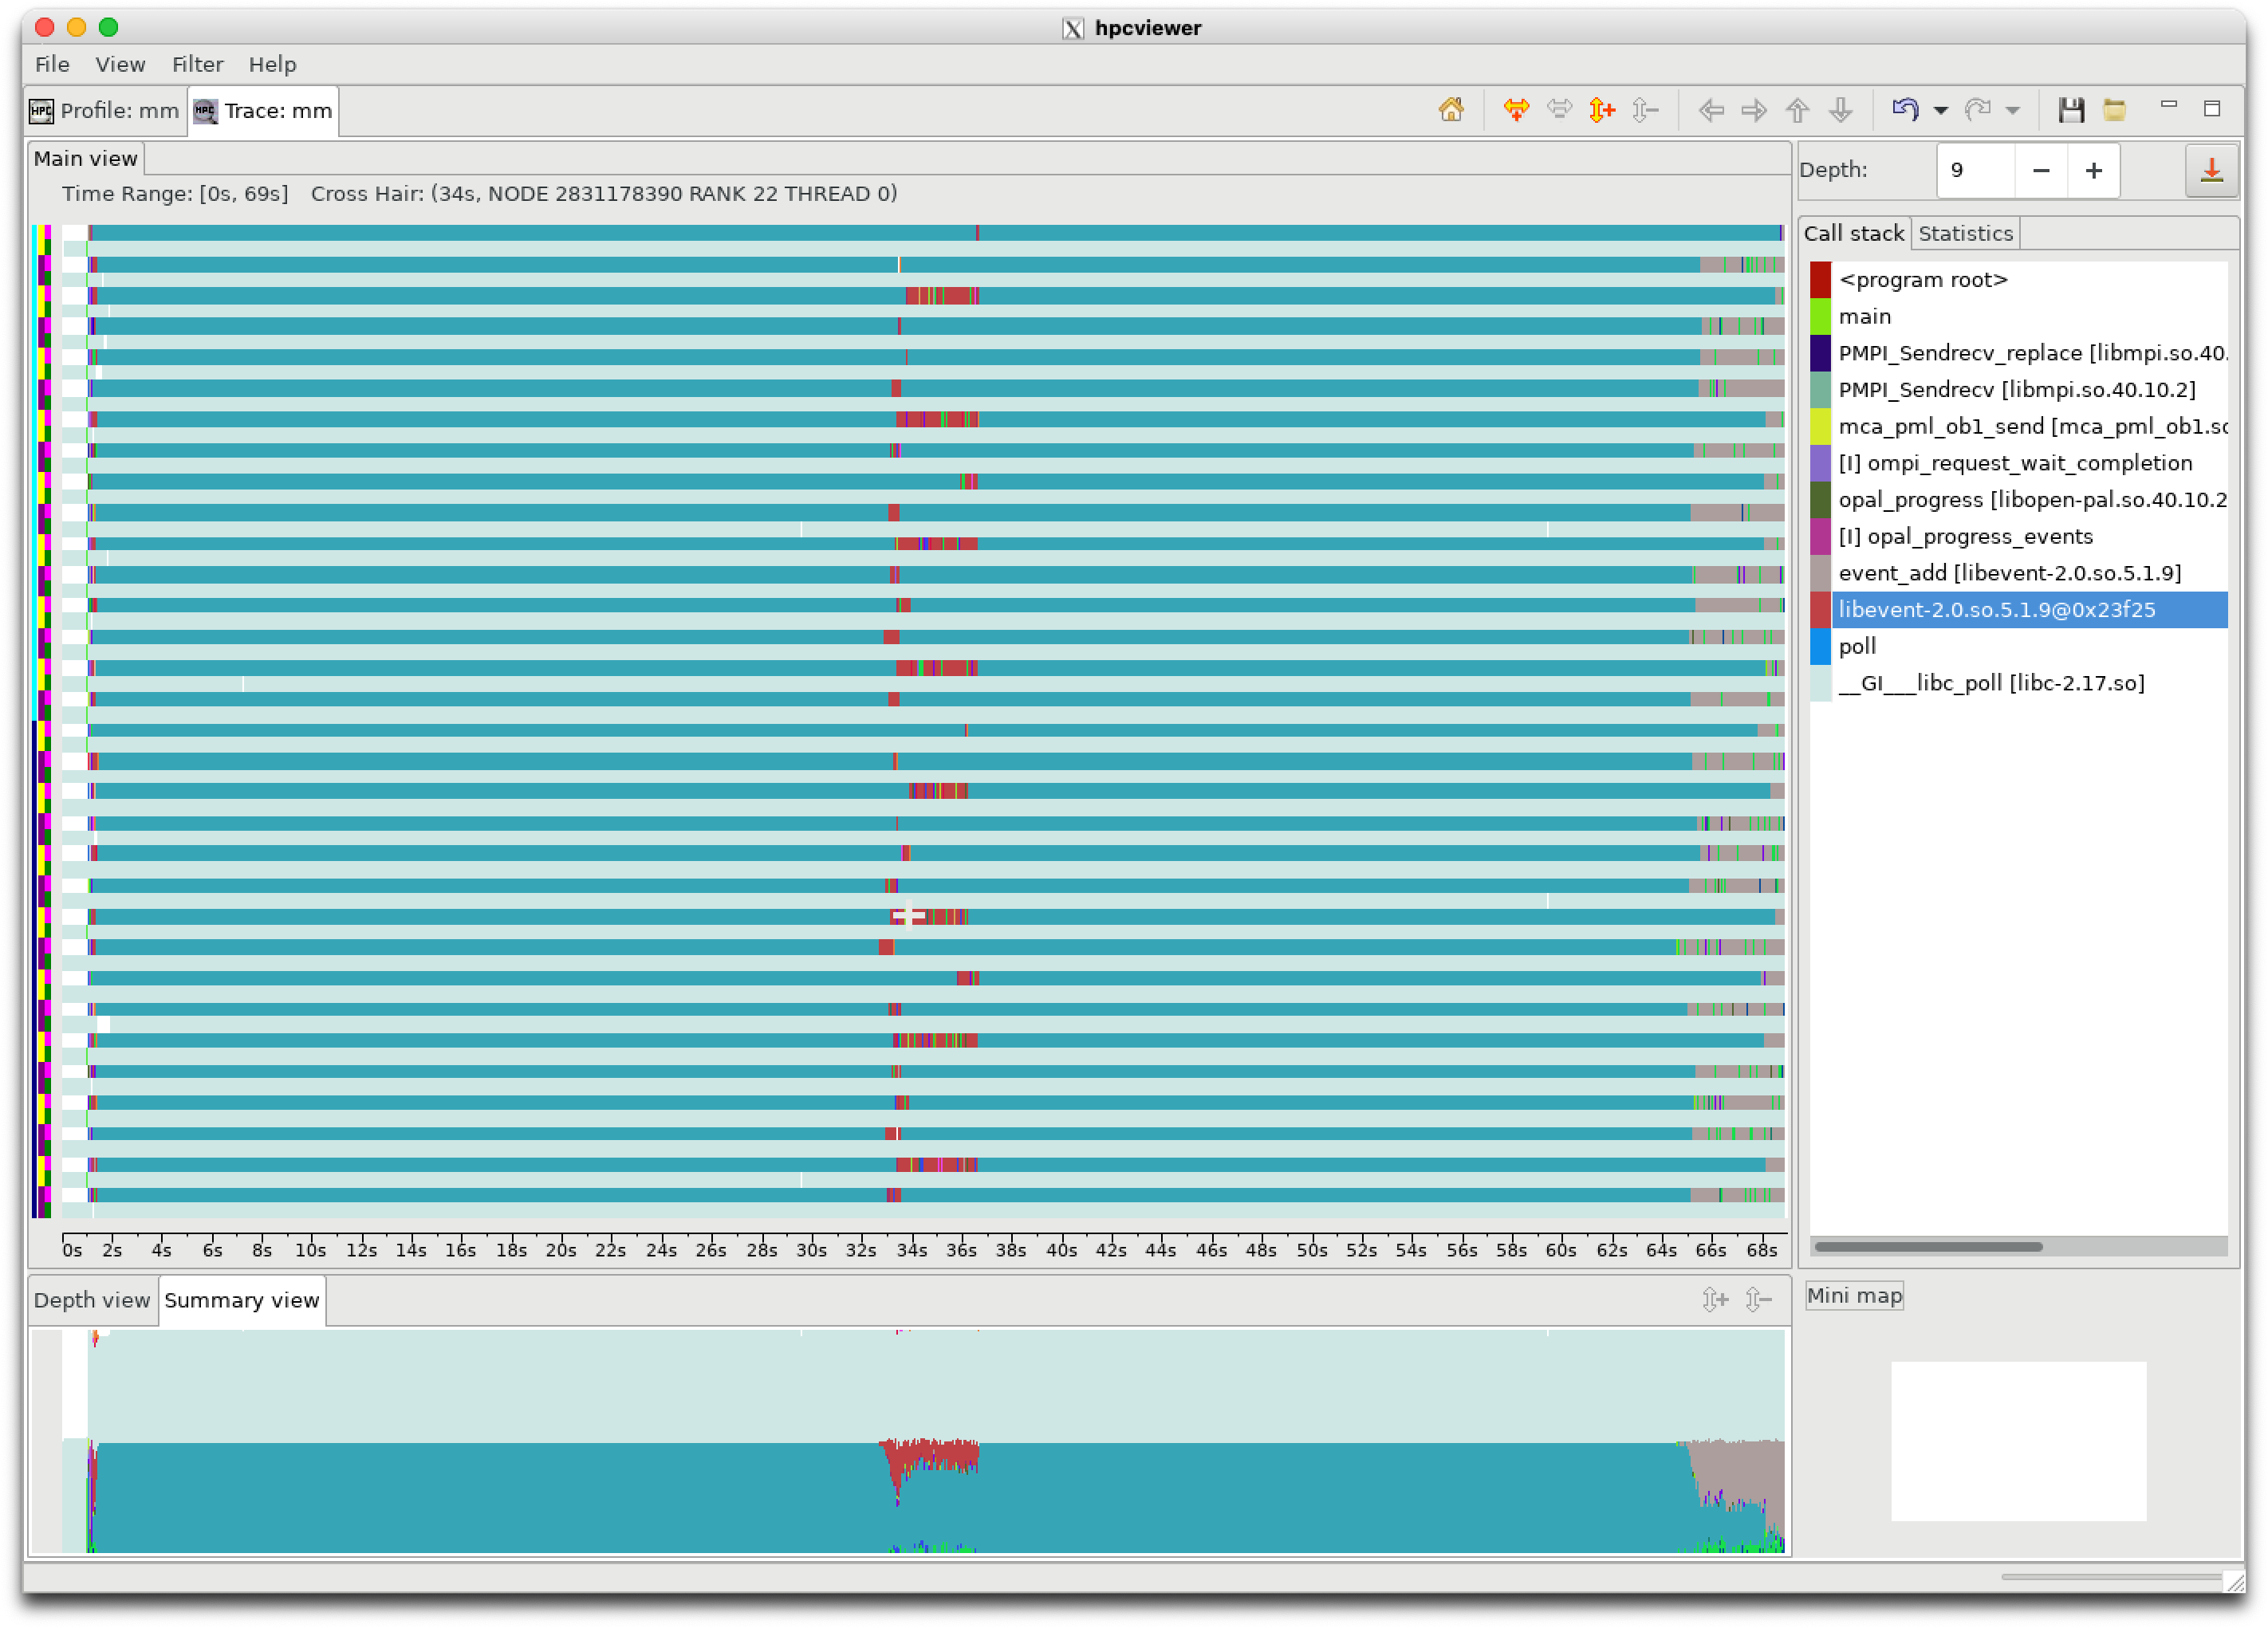 hpcviewer
File View Filter Help
HPC Profile: mm HPC Trace: mm
Main view
Time Range: [0s, 69s] Cross Hair: (34s, NODE 2831178390 RANK 22 THREAD 0)
0s 2s 4s 6s 8s 10s 12s 14s 16s 18s 20s 22s 24s 26s 28s 30s 32s 34s 36s 38s 40s 42s 44s 46s 48s 50s 52s 54s 56s 58s 60s 62s 64s 66s 68s
Depth view Summary view
Depth: 9 − +
Call stack Statistics
<program root>
main
PMPI_Sendrecv_replace [libmpi.so.40.
PMPI_Sendrecv [libmpi.so.40.10.2]
mca_pml_ob1_send [mca_pml_ob1.so
[I] ompi_request_wait_completion
opal_progress [libopen-pal.so.40.10.2
[I] opal_progress_events
event_add [libevent-2.0.so.5.1.9]
libevent-2.0.so.5.1.9@0x23f25
poll
__GI___libc_poll [libc-2.17.so]
Mini map